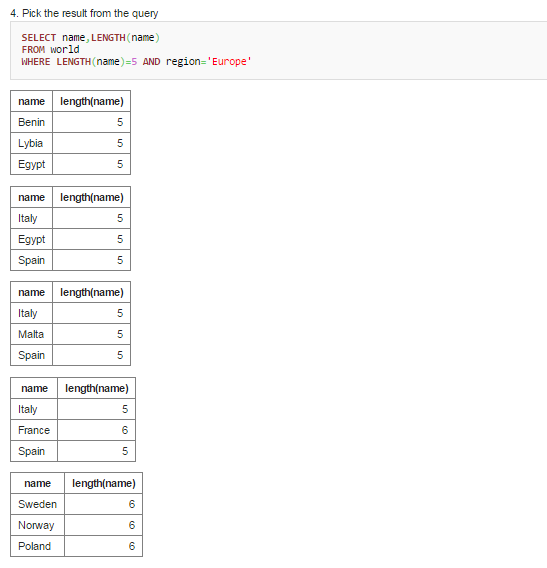 4. Pick the result from the query
SELECT name,LENGTH(name)
FROM world
WHERE LENGTH(name)=5 AND region='Europe'
name length(name)
Benin 5
Lybia 5
Egypt 5
name length(name)
Italy 5
Egypt 5
Spain 5
name length(name)
Italy 5
Malta 5
Spain 5
name length(name)
Italy 5
France 6
Spain 5
name length(name)
Sweden 6
Norway 6
Poland 6